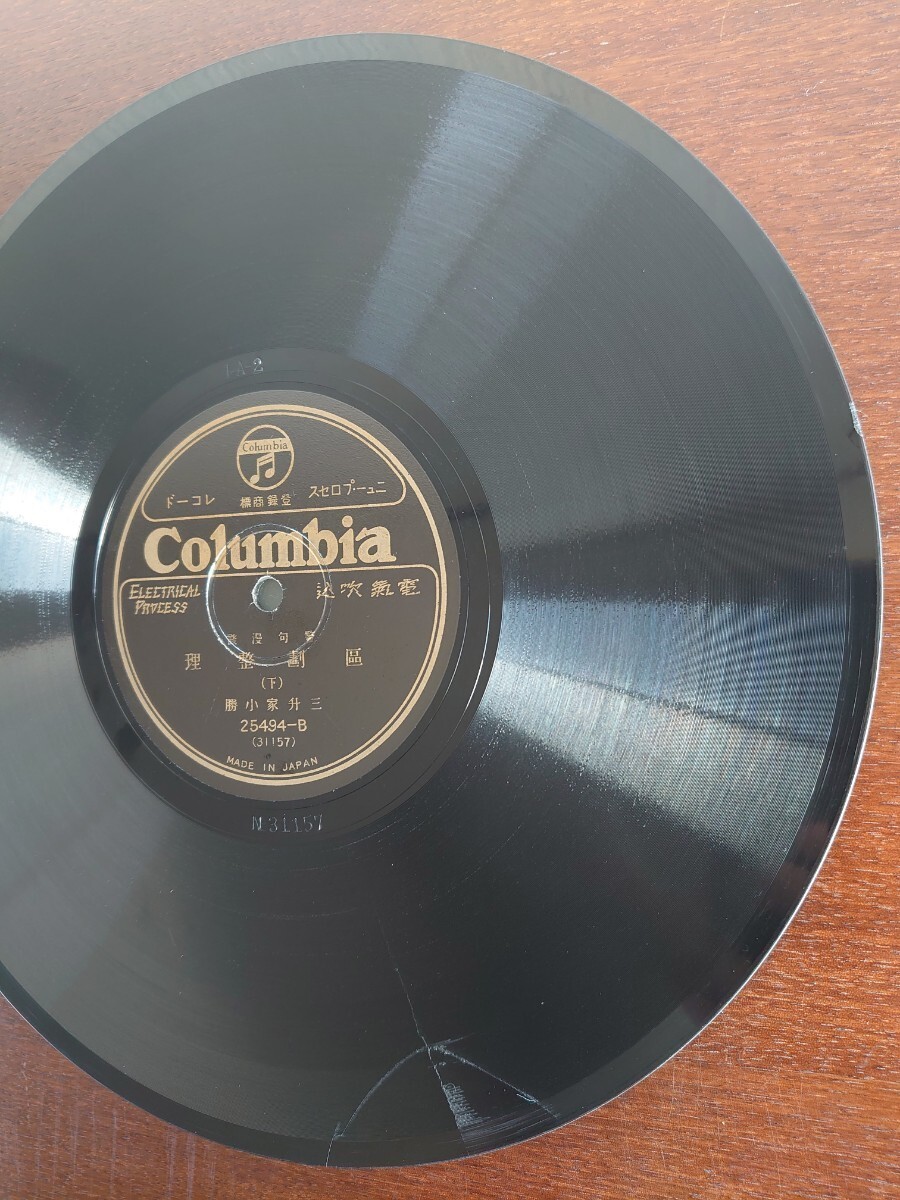 Columbia
ニュー・プロセス 登録商標 レコード
Columbia
ELECTRICAL PROCESS
電氣吹込
區劃整理
(下)
三升家小勝
25494-B
(31157)
MADE IN JAPAN
N31157